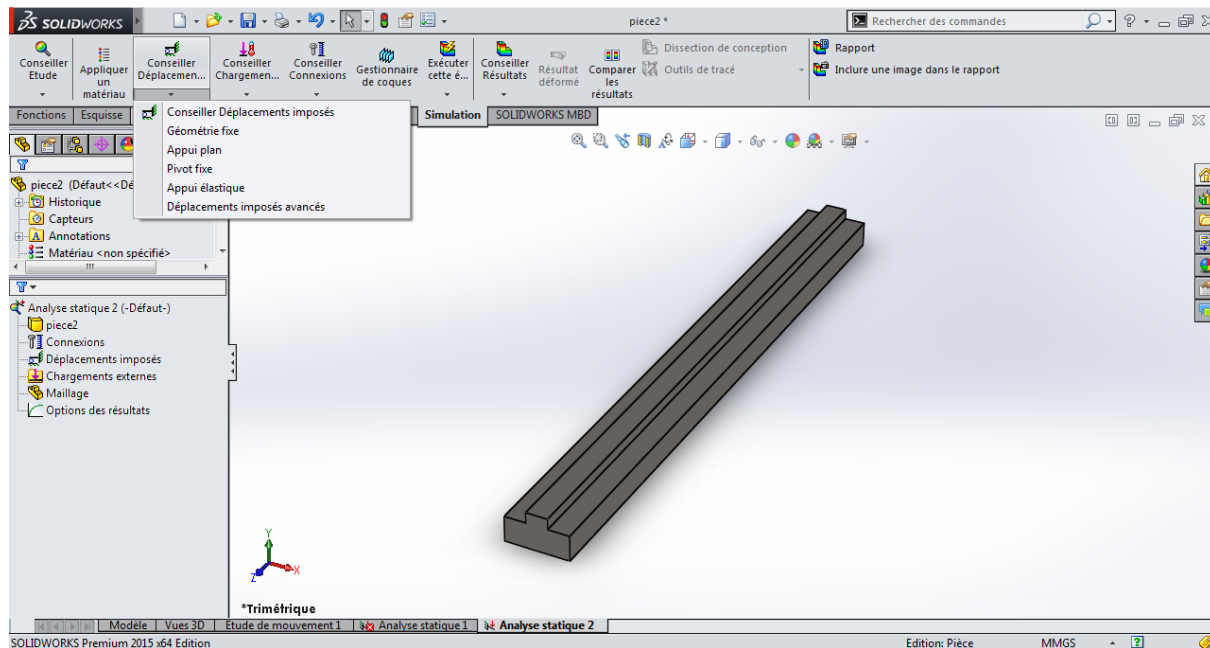 SOLIDWORKS
piece2 *
Rechercher des commandes
Conseiller Etude
Appliquer un matériau
Conseiller Déplacemen...
Conseiller Chargemen...
Conseiller Connexions
Gestionnaire de coques
Exécuter cette é...
Conseiller Résultats
Résultat déformé
Comparer les résultats
Dissection de conception
Outils de tracé
Rapport
Inclure une image dans le rapport
Fonctions
Esquisse
Simulation
SOLIDWORKS MBD
Conseiller Déplacements imposés
Géométrie fixe
Appui plan
Pivot fixe
Appui élastique
Déplacements imposés avancés
piece2 (Défaut<<Dé
Historique
Capteurs
Annotations
Matériau <non spécifié>
Analyse statique 2 (-Défaut-)
piece2
Connexions
Déplacements imposés
Chargements externes
Maillage
Options des résultats
Y
X
Z
*Trimétrique
Modèle
Vues 3D
Etude de mouvement 1
Analyse statique 1
Analyse statique 2
SOLIDWORKS Premium 2015 x64 Edition
Edition: Pièce
MMGS